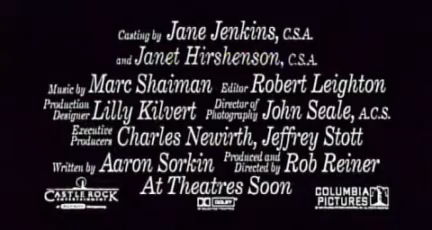 Casting by Jane Jenkins, C.S.A.
and Janet Hirshenson, C.S.A.
Music by Marc Shaiman Editor Robert Leighton
Production Designer Lilly Kilvert Director of Photography John Seale, A.C.S.
Executive Producers Charles Newirth, Jeffrey Stott
Written by Aaron Sorkin Produced and Directed by Rob Reiner
At Theatres Soon
CASTLE ROCK ENTERTAINMENT
DOLBY
COLUMBIA PICTURES